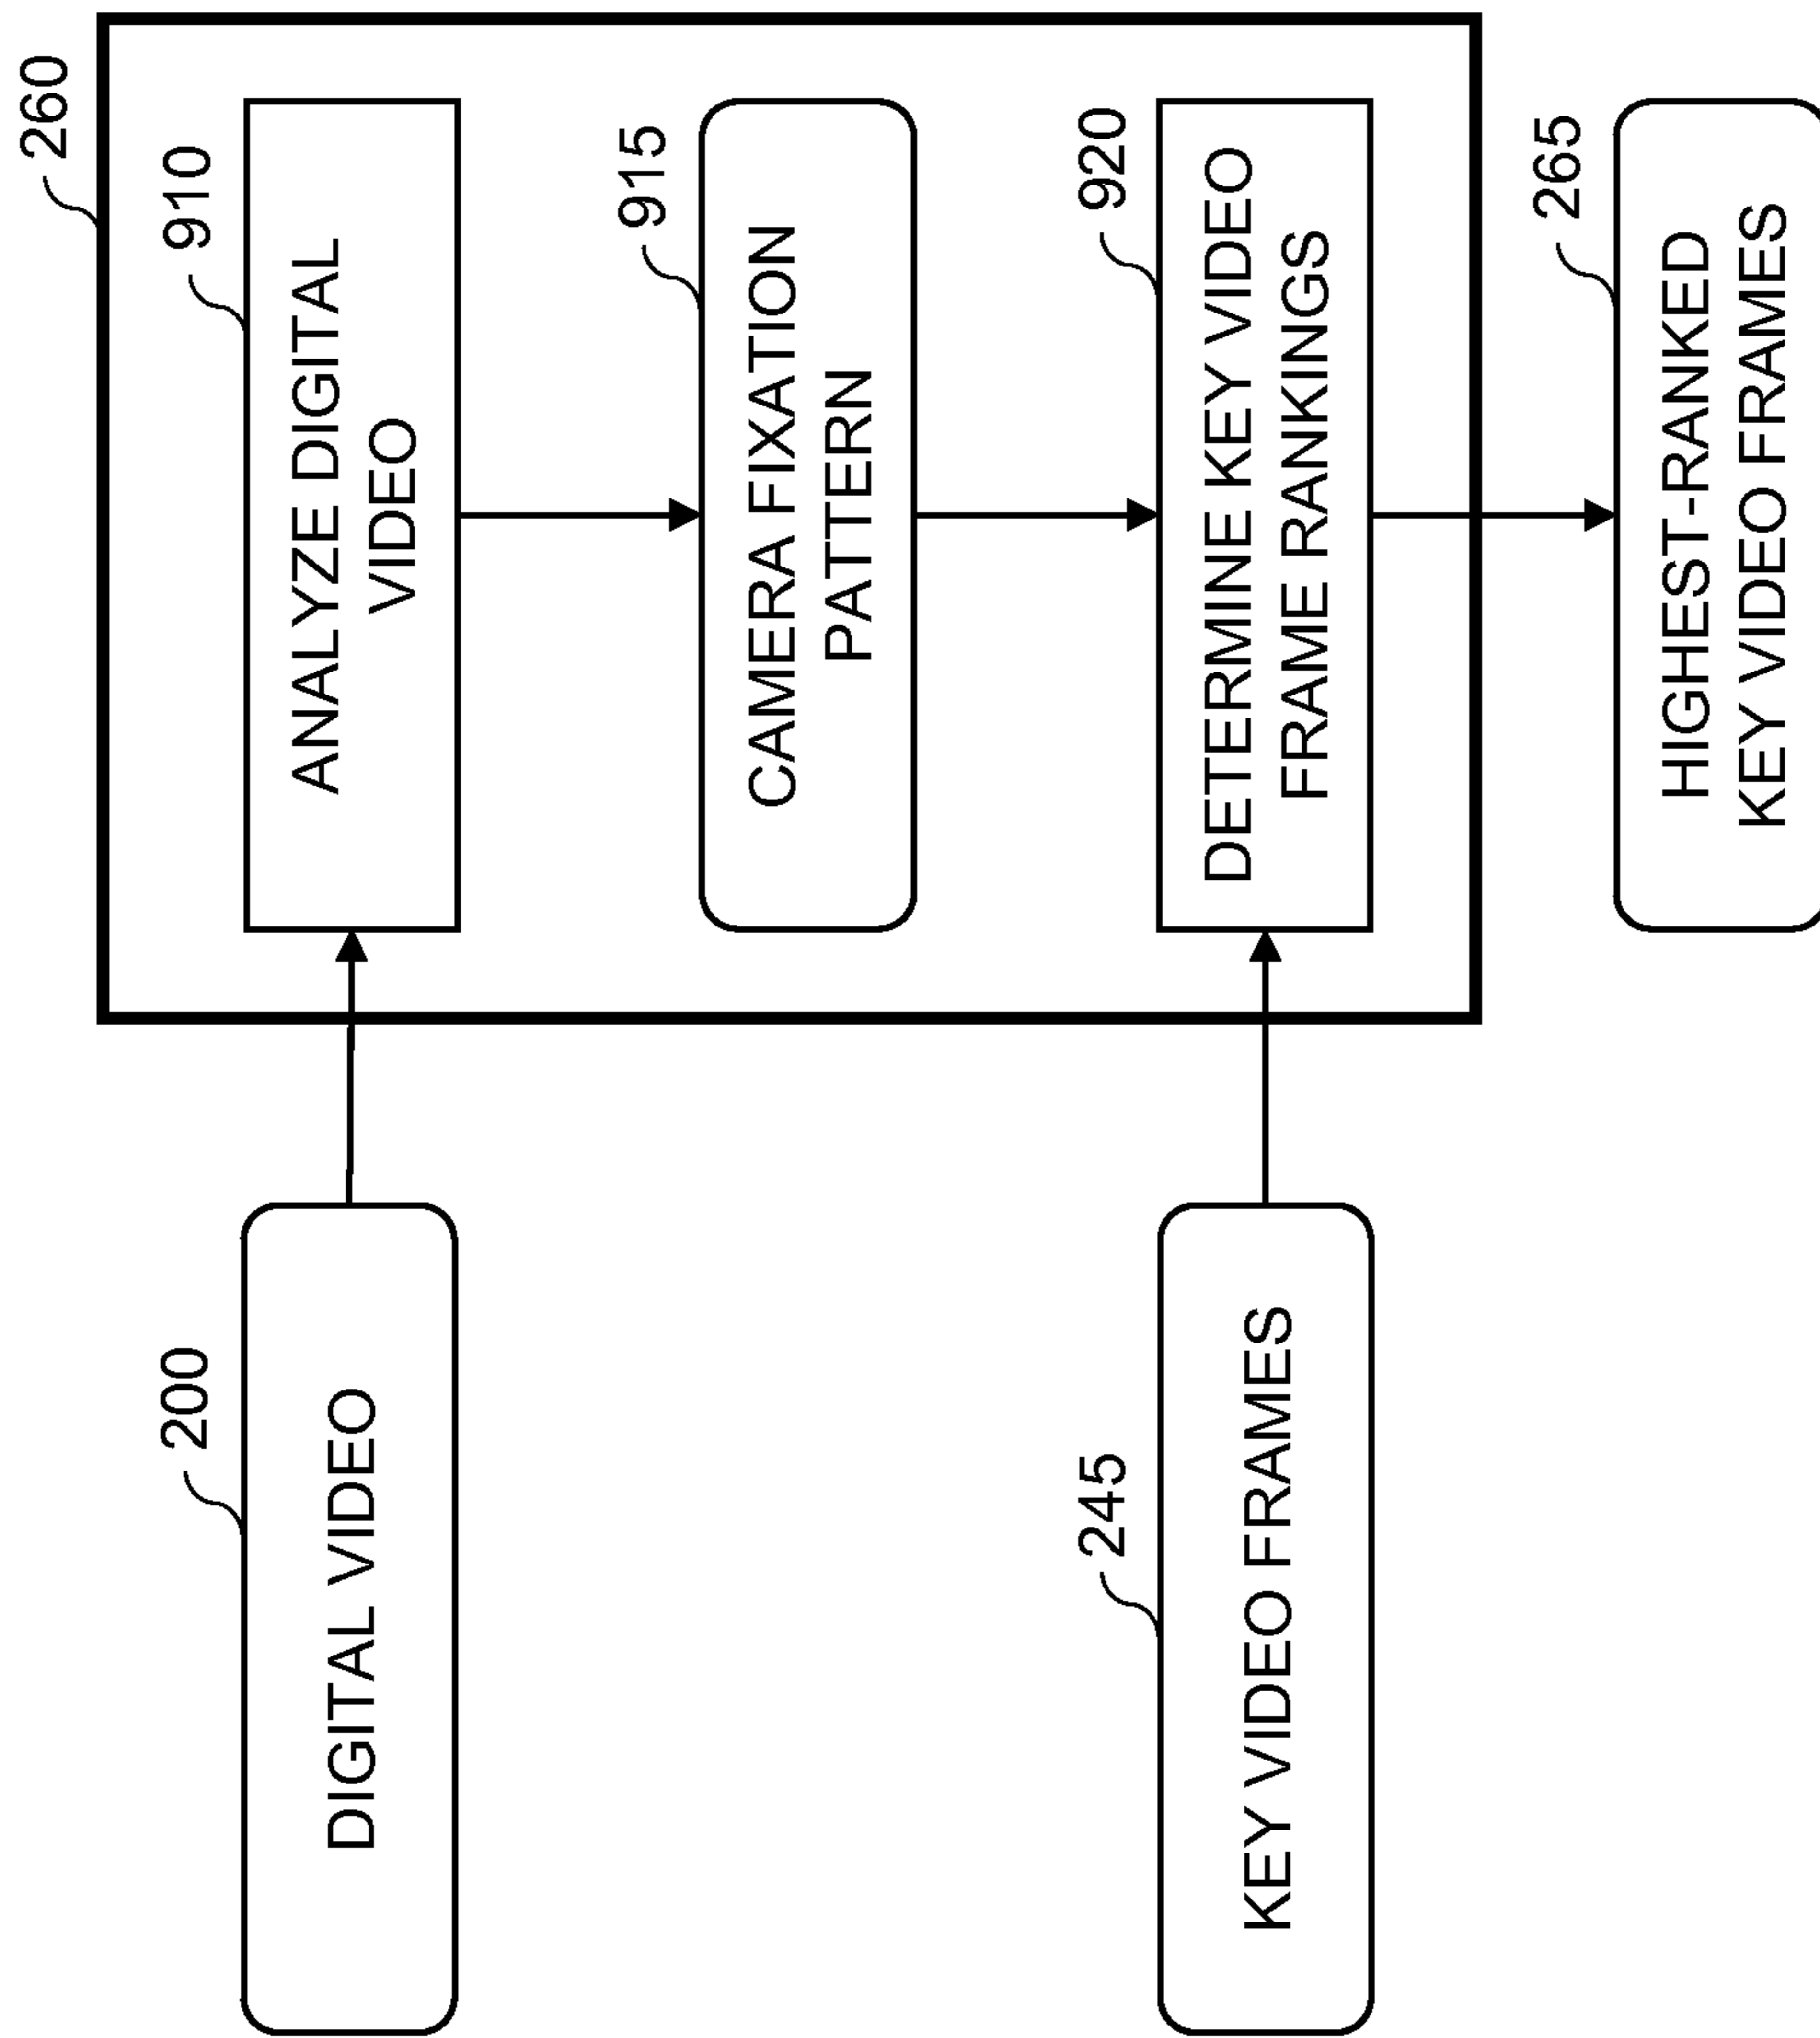 260
200
DIGITAL VIDEO
910
ANALYZE DIGITAL
VIDEO
915
CAMERA FIXATION
PATTERN
245
KEY VIDEO FRAMES
920
DETERMINE KEY VIDEO
FRAME RANKINGS
265
HIGHEST-RANKED
KEY VIDEO FRAMES